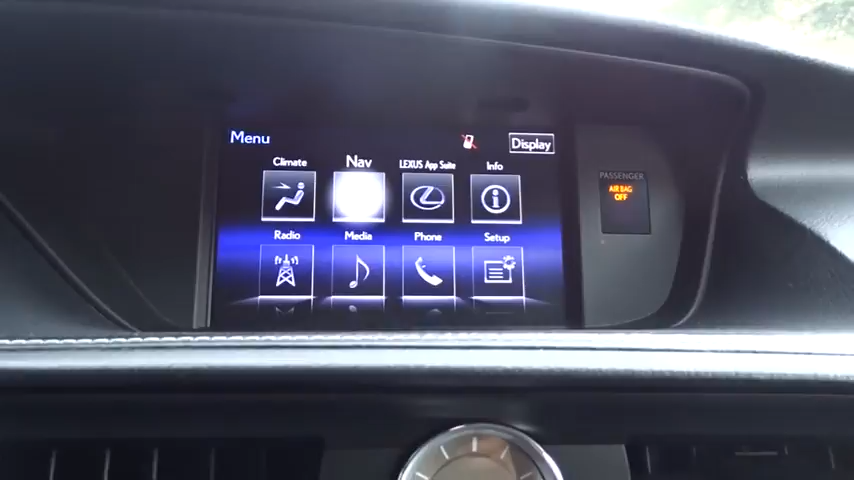 Menu
Display
Climate
Nav
LEXUS App Suite
Info
Radio
Media
Phone
Setup
PASSENGER
AIR BAG
OFF